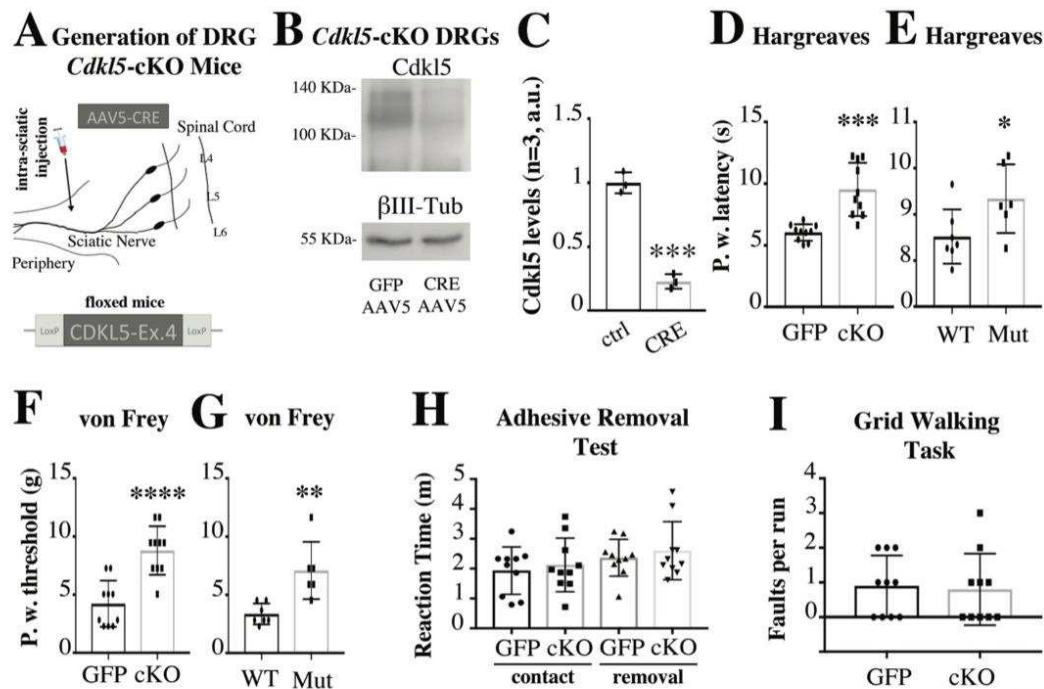 A Generation of DRG
Cdkl5-cKO Mice
AAV5-CRE
intra-sciatic
injection
Spinal Cord
L4
L5
L6
Sciatic Nerve
Periphery
floxed mice
LoxP CDKL5-Ex.4 LoxP
B Cdkl5-cKO DRGs
Cdkl5
140 KDa-
100 KDa-
βIII-Tub
55 KDa-
GFP CRE
AAV5 AAV5
C
Cdkl5 levels (n=3, a.u.)
1.5
1
0.5
0
***
ctrl CRE
D Hargreaves
P. w. latency (s)
15
10
5
0
***
GFP cKO
E Hargreaves
11
10
9
8
0
*
WT Mut
F von Frey
P. w. threshold (g)
15
10
5
0
****
GFP cKO
G von Frey
15
10
5
0
**
WT Mut
H Adhesive Removal
Test
Reaction Time (m)
5
4
3
2
1
0
GFP cKO GFP cKO
contact removal
I Grid Walking
Task
Faults per run
4
3
2
1
0
GFP cKO